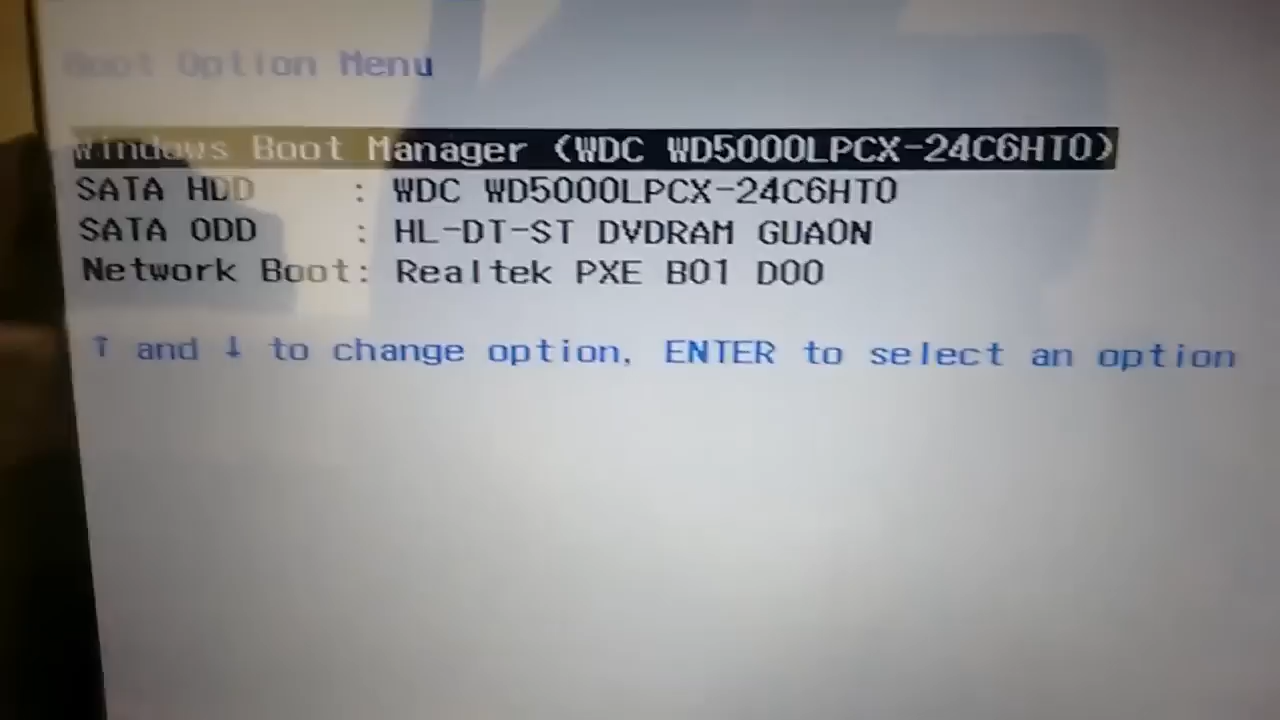 Boot Option Menu
Windows Boot Manager (WDC WD5000LPCX-24C6HT0)
SATA HDD : WDC WD5000LPCX-24C6HT0
SATA ODD : HL-DT-ST DVDRAM GUA0N
Network Boot: Realtek PXE B01 D00
↑ and ↓ to change option, ENTER to select an option